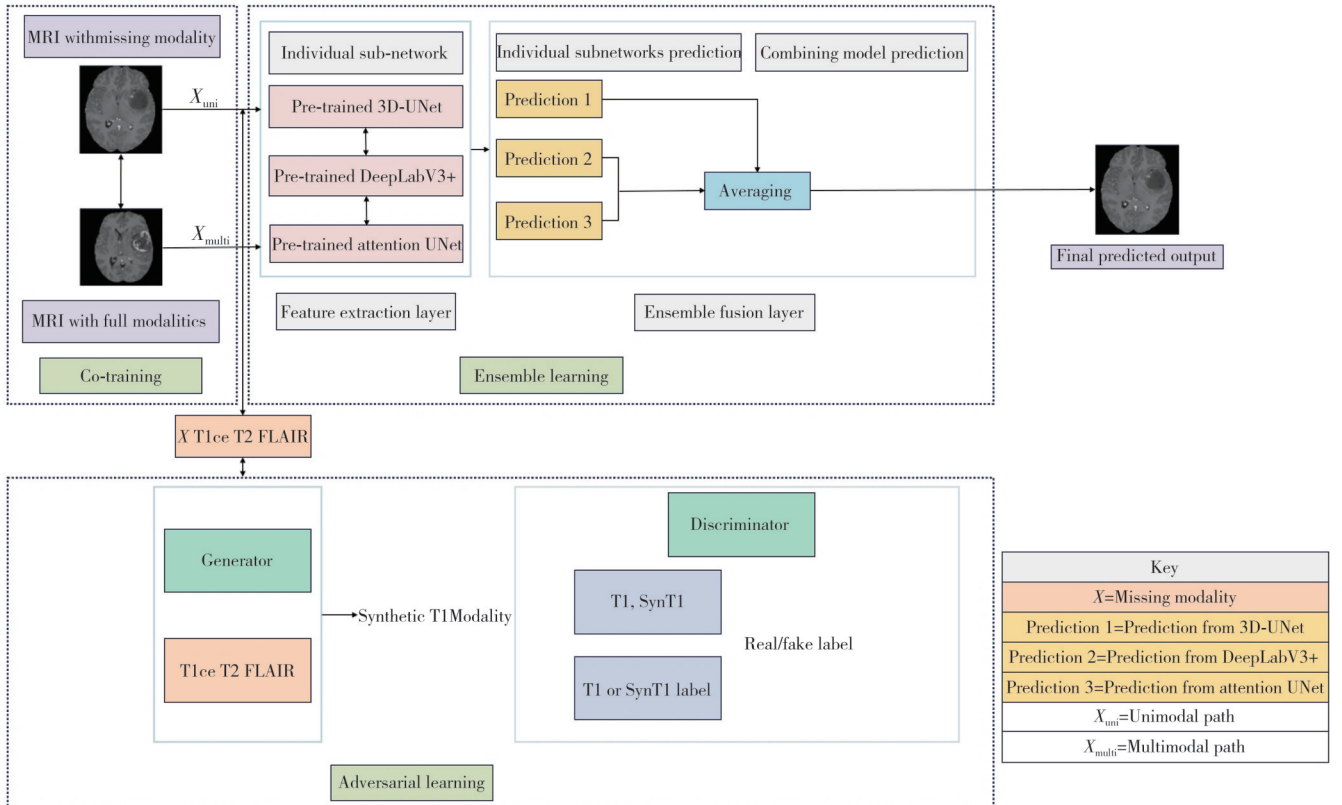 MRI withmissing modality
X_uni
X_multi
MRI with full modalitics
Co-training
Individual sub-network
Pre-trained 3D-UNet
Pre-trained DeepLabV3+
Pre-trained attention UNet
Feature extraction layer
Individual subnetworks prediction
Combining model prediction
Prediction 1
Prediction 2
Prediction 3
Averaging
Ensemble fusion layer
Ensemble learning
Final predicted output
X T1ce T2 FLAIR
Generator
T1ce T2 FLAIR
Synthetic T1Modality
Discriminator
T1, SynT1
Real/fake label
T1 or SynT1 label
Adversarial learning
Key
X=Missing modality
Prediction 1=Prediction from 3D-UNet
Prediction 2=Prediction from DeepLabV3+
Prediction 3=Prediction from attention UNet
X_uni=Unimodal path
X_multi=Multimodal path